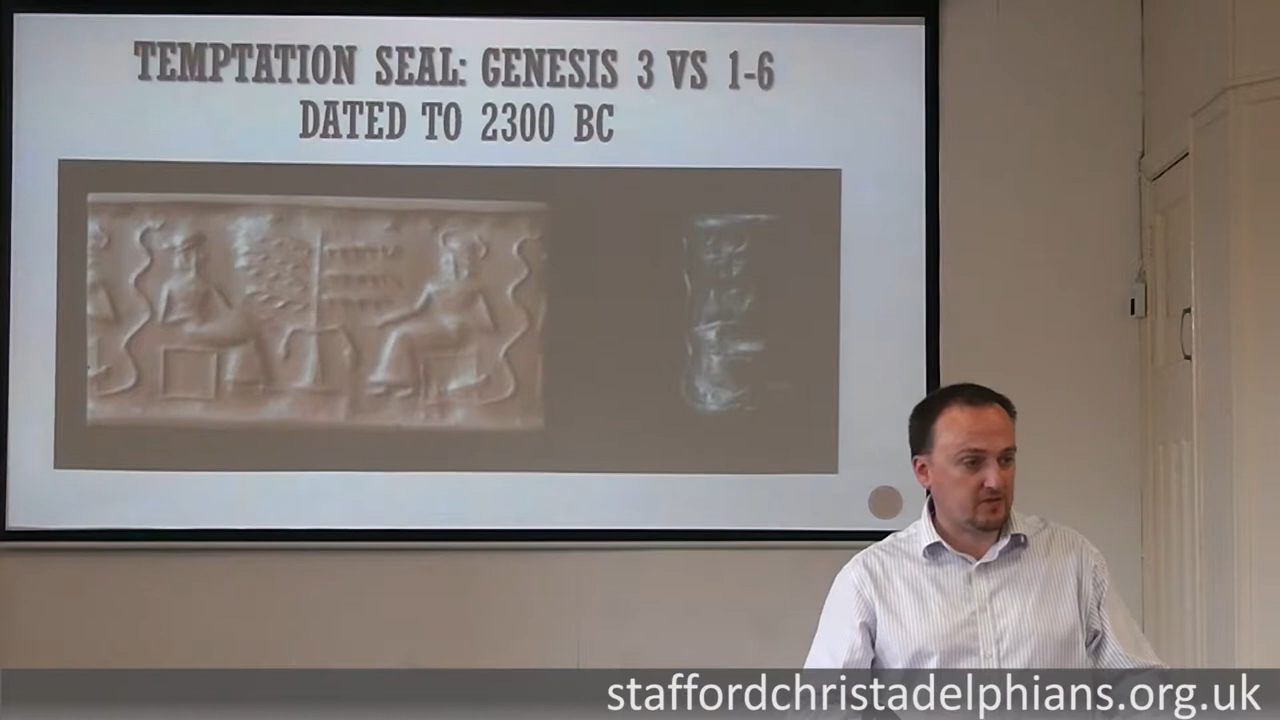 TEMPTATION SEAL: GENESIS 3 VS 1-6
DATED TO 2300 BC
staffordchristadelphians.org.uk